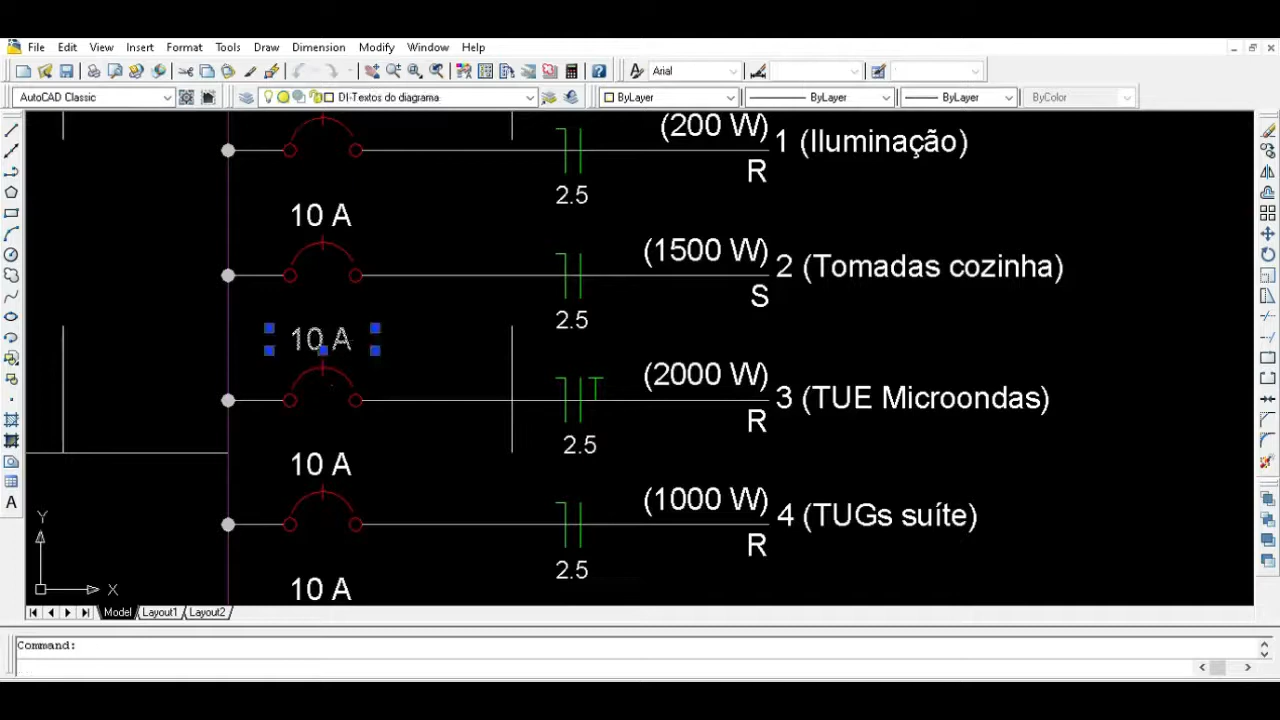 File Edit View Insert Format Tools Draw Dimension Modify Window Help
Arial
AutoCAD Classic DI-Textos do diagrama ByLayer ByLayer ByLayer ByColor
(200 W) 1 (Iluminação)
R
2.5
10 A
(1500 W) 2 (Tomadas cozinha)
S
2.5
10 A
(2000 W) 3 (TUE Microondas)
R
2.5
10 A
(1000 W) 4 (TUGs suíte)
R
2.5
10 A
Y
X
Model Layout1 Layout2
Command: